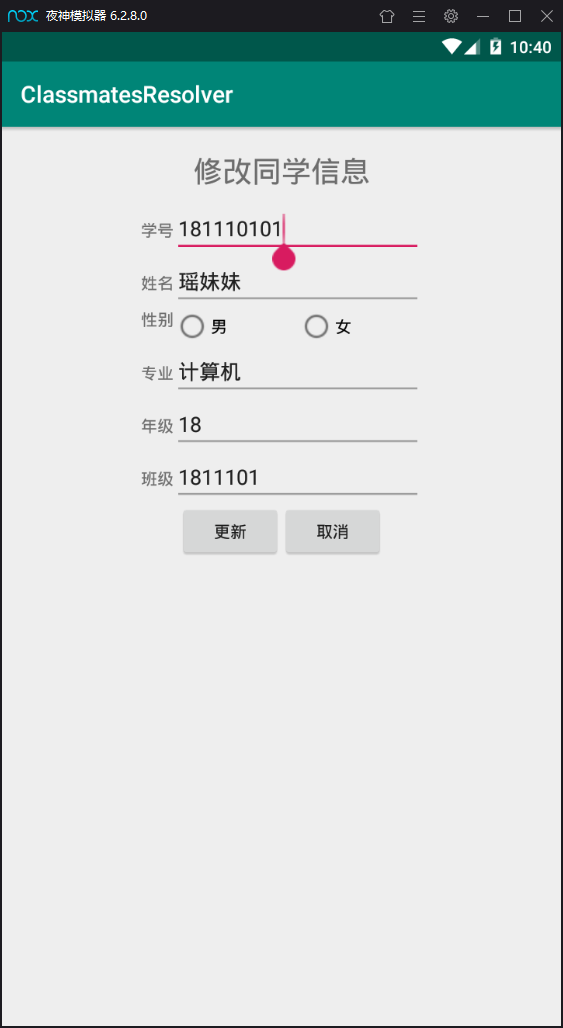 nox 夜神模拟器 6.2.8.0
10:40
ClassmatesResolver
修改同学信息
学号 181110101
姓名 瑶妹妹
性别 男 女
专业 计算机
年级 18
班级 1811101
更新 取消